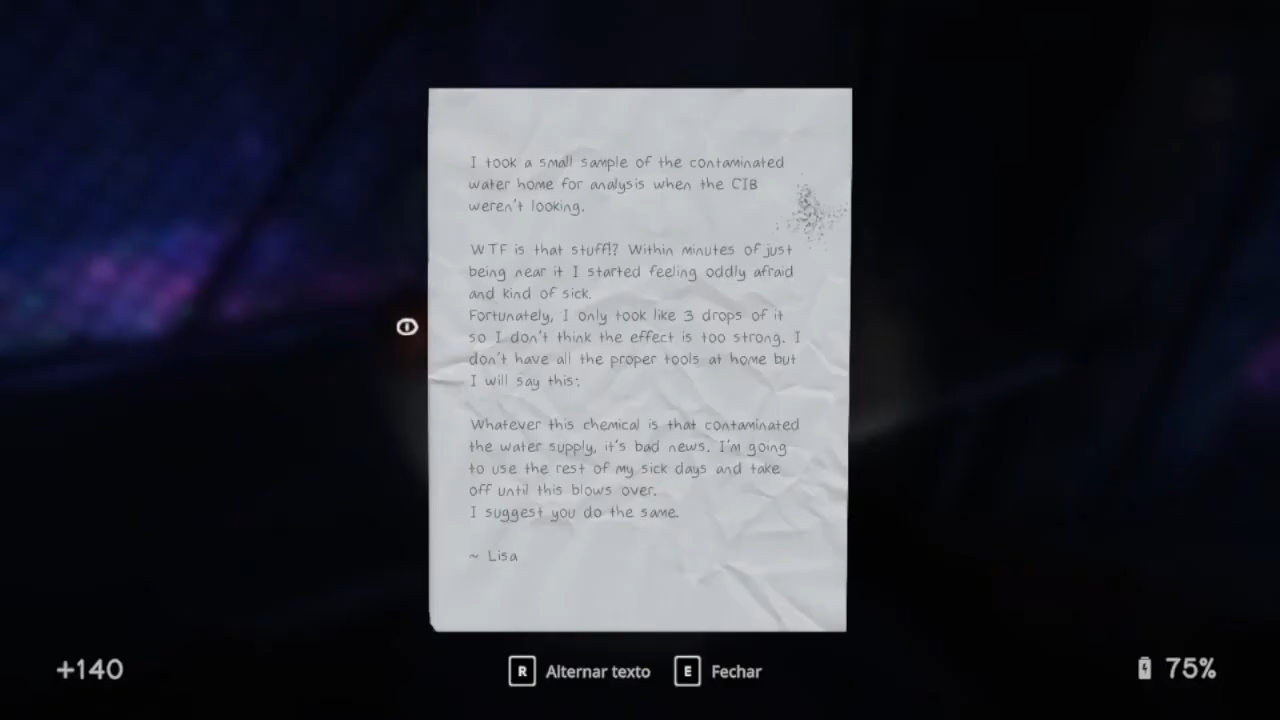 I took a small sample of the contaminated
water home for analysis when the CIB
weren't looking.
WTF is that stuff!? Within minutes of just
being near it I started feeling oddly afraid
and kind of sick.
Fortunately, I only took like 3 drops of it
so I don't think the effect is too strong. I
don't have all the proper tools at home but
I will say this:
Whatever this chemical is that contaminated
the water supply, it's bad news. I'm going
to use the rest of my sick days and take
off until this blows over.
I suggest you do the same.
~ Lisa
+140
R Alternar texto E Fechar
75%